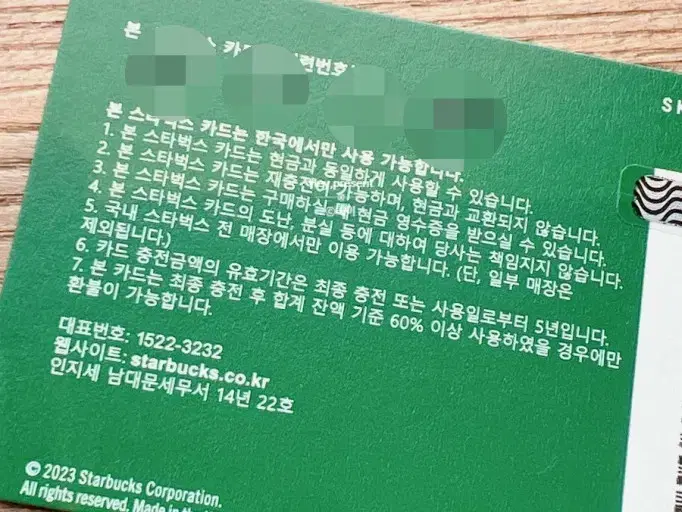 본 카
본 스타벅스 카드는 한국에서만 사용 가능합니다.
1. 본 스타벅스 카드는 현금과 동일하게 사용할 수 있습니다.
2. 본 스타벅스 카드는 재충전이 가능하며, 현금과 교환되지 않습니다.
3. 본 스타벅스 카드는 구매하실 때 현금 영수증을 받으실 수 있습니다.
4. 본 스타벅스 카드의 도난, 분실 등에 대하여 당사는 책임지지 않습니다.
5. 국내 스타벅스 전 매장에서만 이용 가능합니다. (단, 일부 매장은
제외됩니다.)
6. 카드 충전금액의 유효기간은 최종 충전 또는 사용일로부터 5년입니다.
7. 본 카드는 최종 충전 후 합계 잔액 기준 60% 이상 사용하였을 경우에만
환불이 가능합니다.
대표번호: 1522-3232
웹사이트: starbucks.co.kr
인지세 남대문세무서 14년 22호
© 2023 Starbucks Corporation.
All rights reserved. Made in the
SK